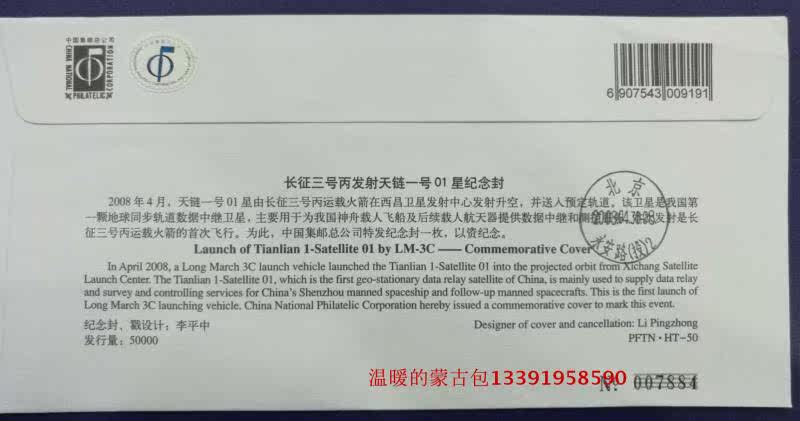 中国集邮总公司
CHINA NATIONAL
PHILATELIC
CORPORATION
6 907543 009191
长征三号丙发射天链一号01星纪念封
2008年4月，天链一号01星由长征三号丙运载火箭在西昌卫星发射中心发射升空，并送入预定轨道。该卫星是我国第
一颗地球同步轨道数据中继卫星，主要用于为我国神舟载人飞船及后续载人航天器提供数据中继和测控服务。此次发射是长
征三号丙运载火箭的首次飞行。为此，中国集邮总公司特发纪念封一枚，以资纪念。
北京
永安路(投)2
Launch of Tianlian 1-Satellite 01 by LM-3C —— Commemorative Cover
In April 2008, a Long March 3C launch vehicle launched the Tianlian 1-Satellite 01 into the projected orbit from Xichang Satellite
Launch Center. The Tianlian 1-Satellite 01, which is the first geo-stationary data relay satellite of China, is mainly used to supply data relay
and survey and controlling services for China's Shenzhou manned spaceship and follow-up manned spacecrafts. This is the first launch of
Long March 3C launching vehicle. China National Philatelic Corporation hereby issued a commemorative cover to mark this event.
纪念封、戳设计：李平中
Designer of cover and cancellation: Li Pingzhong
发行量：50000
PFTN·HT-50
温暖的蒙古包13391958590
№ 007884